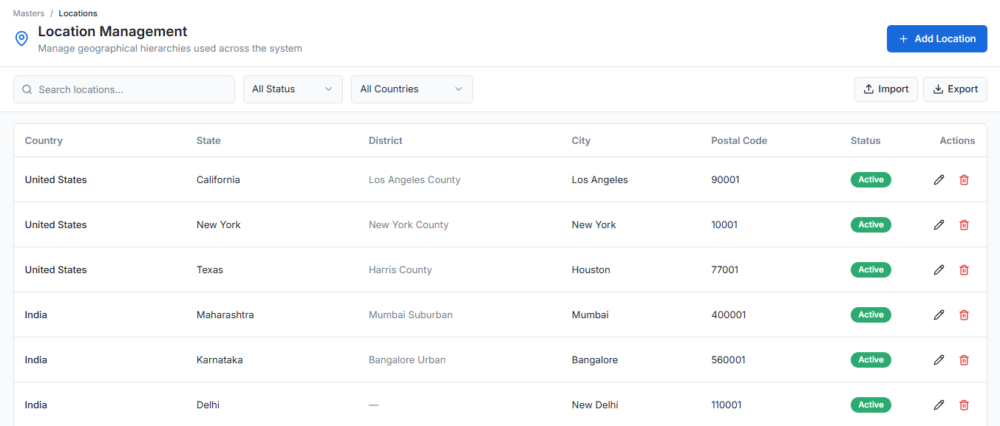 Masters / Locations
Location Management
Manage geographical hierarchies used across the system
Add Location
Search locations...
All Status
All Countries
Import
Export
Country State District City Postal Code Status Actions
United States California Los Angeles County Los Angeles 90001 Active
United States New York New York County New York 10001 Active
United States Texas Harris County Houston 77001 Active
India Maharashtra Mumbai Suburban Mumbai 400001 Active
India Karnataka Bangalore Urban Bangalore 560001 Active
India Delhi — New Delhi 110001 Active